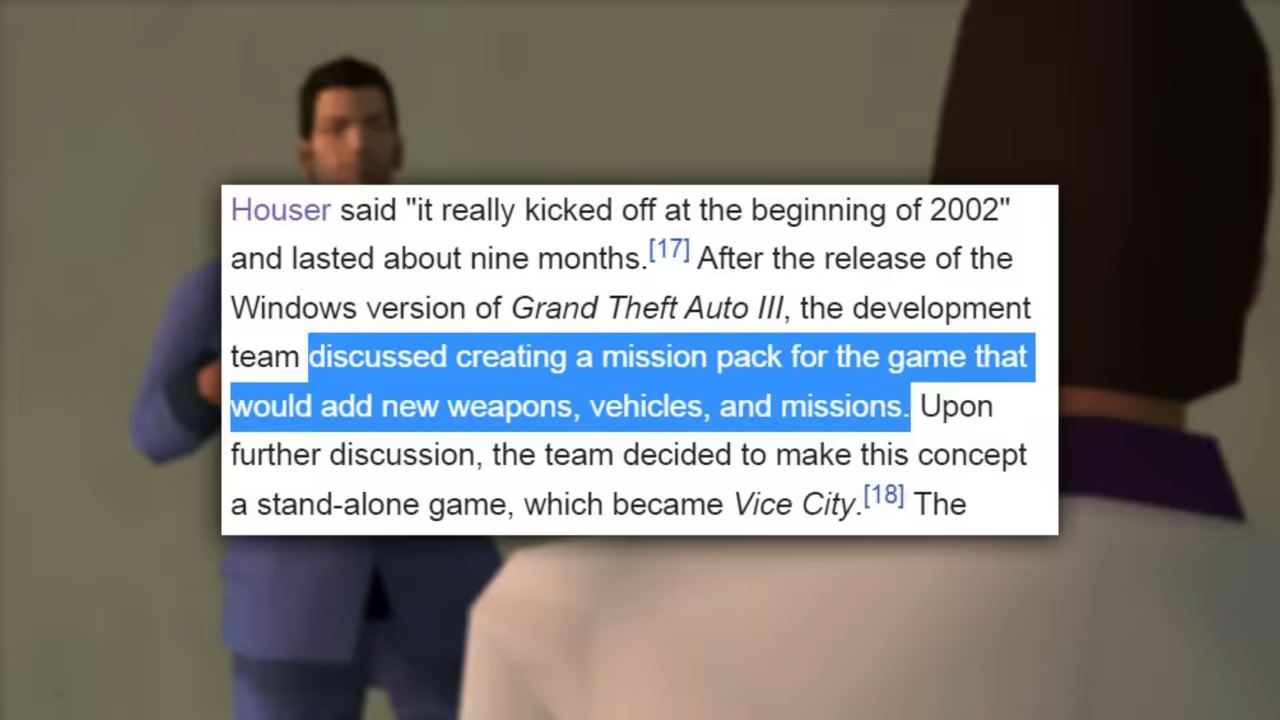 Houser said "it really kicked off at the beginning of 2002"
and lasted about nine months.[17] After the release of the
Windows version of Grand Theft Auto III, the development
team discussed creating a mission pack for the game that
would add new weapons, vehicles, and missions. Upon
further discussion, the team decided to make this concept
a stand-alone game, which became Vice City.[18] The